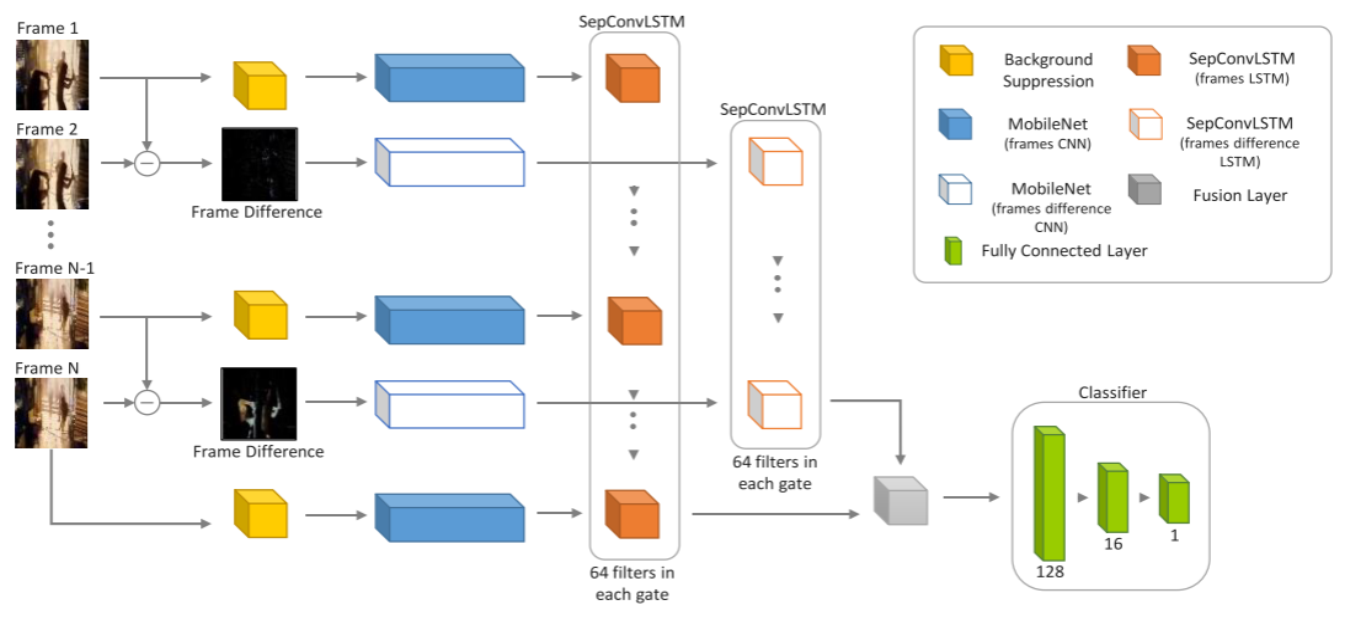 Frame 1
Frame 2
Frame Difference
Frame N-1
Frame N
Frame Difference
SepConvLSTM
SepConvLSTM
64 filters in
each gate
64 filters in
each gate
Classifier
128
16
1
Background
Suppression
SepConvLSTM
(frames LSTM)
MobileNet
(frames CNN)
SepConvLSTM
(frames difference
LSTM)
MobileNet
(frames difference
CNN)
Fusion Layer
Fully Connected Layer